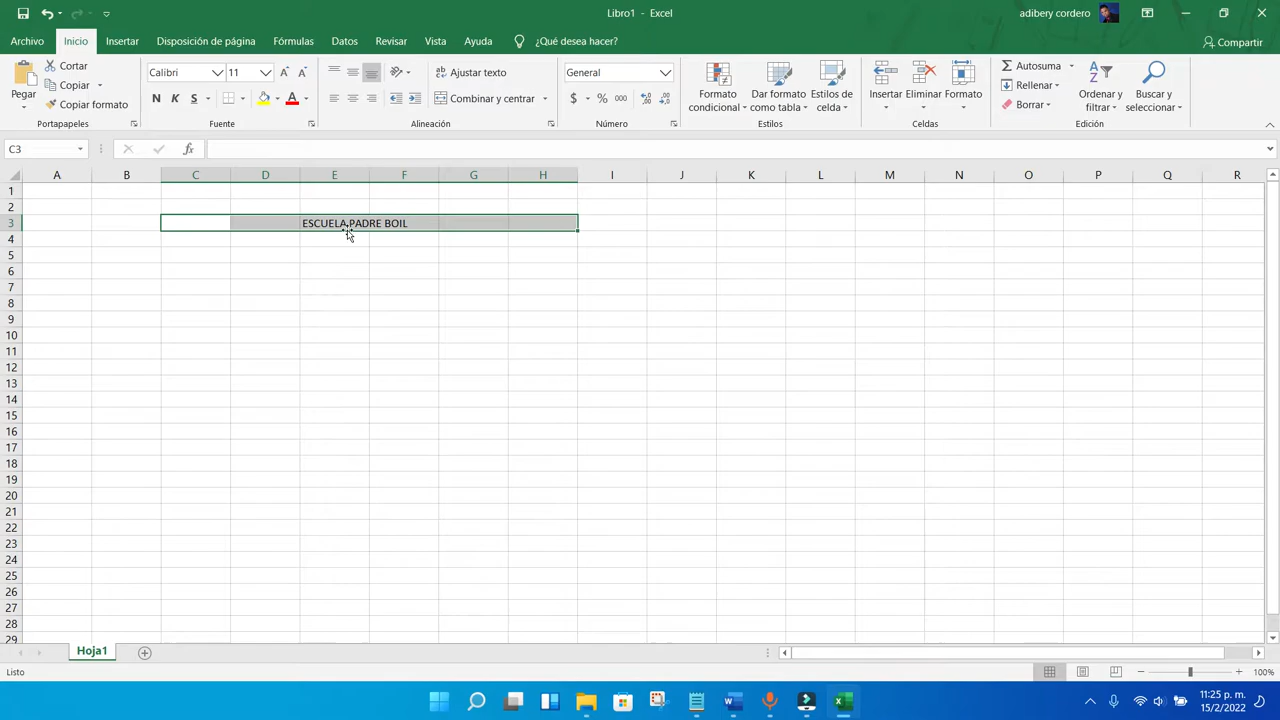 Libro1 - Excel
adibery cordero
Archivo Inicio Insertar Disposición de página Fórmulas Datos Revisar Vista Ayuda ¿Qué desea hacer? Compartir
Pegar
Cortar
Copiar
Copiar formato
Portapapeles
Calibri 11
N K S
Fuente
Ajustar texto
Combinar y centrar
Alineación
General
$ % 000
Número
Formato condicional
Dar formato como tabla
Estilos de celda
Estilos
Insertar Eliminar Formato
Celdas
Autosuma
Rellenar
Borrar
Ordenar y filtrar
Buscar y seleccionar
Edición
C3 fx
A B C D E F G H I J K L M N O P Q R
1
2
3 ESCUELA PADRE BOIL
4
5
6
7
8
9
10
11
12
13
14
15
16
17
18
19
20
21
22
23
24
25
26
27
28
29
Hoja1
Listo 100%
11:25 p. m.
15/2/2022